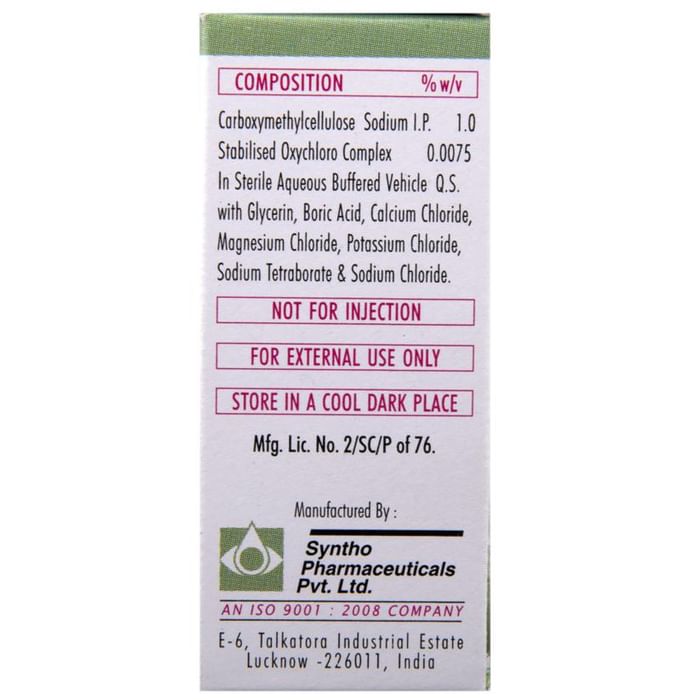 COMPOSITION % w/v
Carboxymethylcellulose Sodium I.P. 1.0
Stabilised Oxychloro Complex 0.0075
In Sterile Aqueous Buffered Vehicle Q.S.
with Glycerin, Boric Acid, Calcium Chloride,
Magnesium Chloride, Potassium Chloride,
Sodium Tetraborate & Sodium Chloride.
NOT FOR INJECTION
FOR EXTERNAL USE ONLY
STORE IN A COOL DARK PLACE
Mfg. Lic. No. 2/SC/P of 76.
Manufactured By :
Syntho
Pharmaceuticals
Pvt. Ltd.
AN ISO 9001 : 2008 COMPANY
E-6, Talkatora Industrial Estate
Lucknow -226011, India